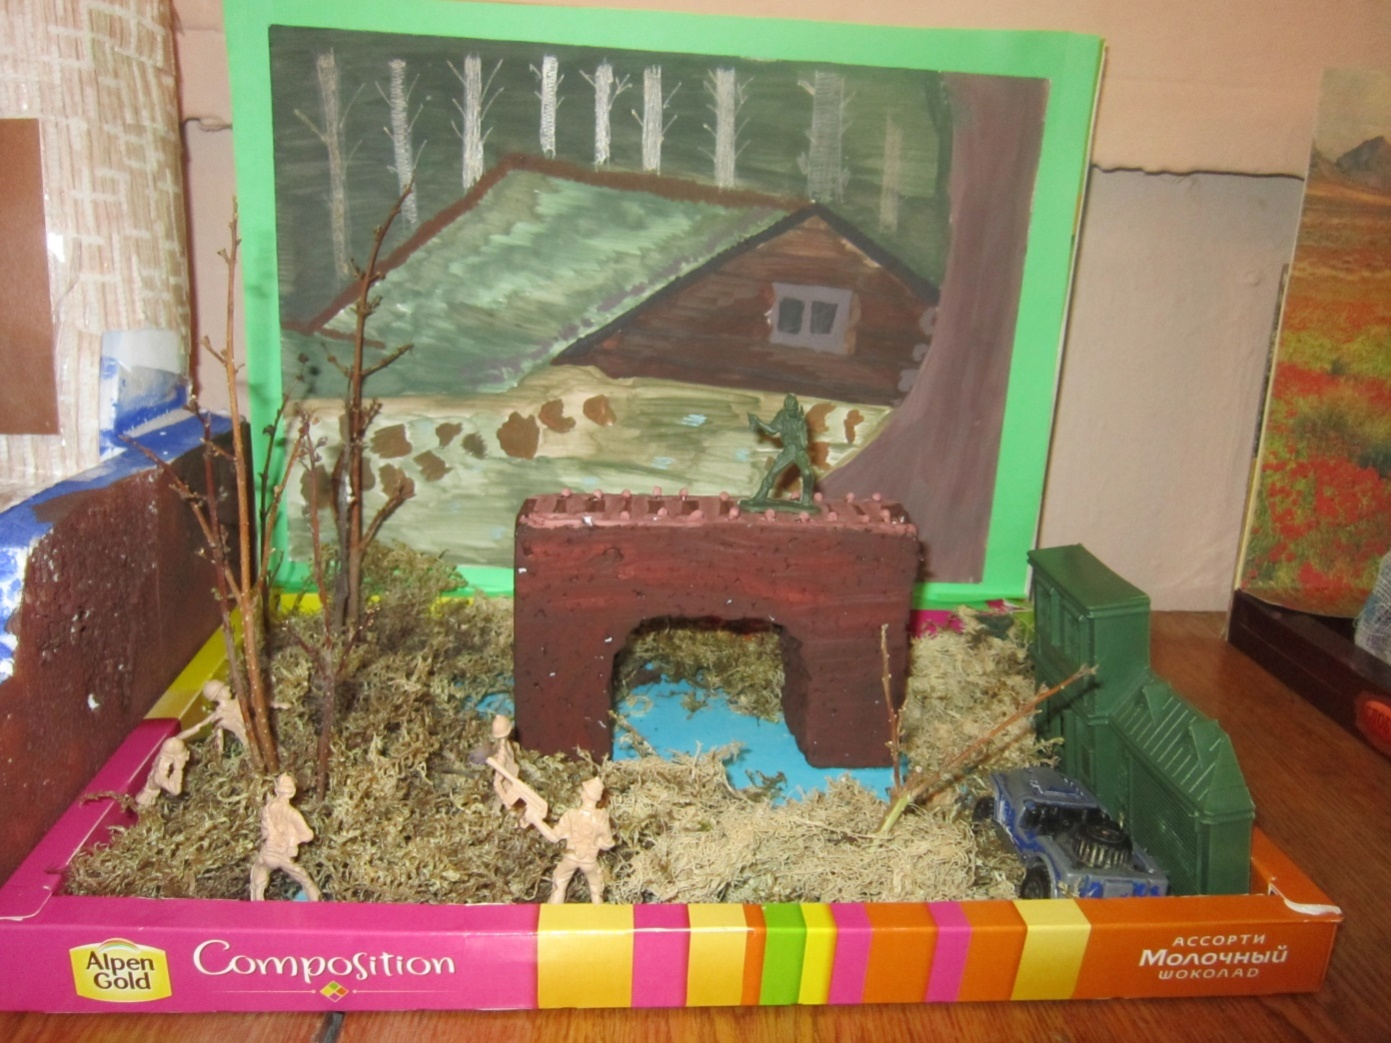 Alpen
Gold
Composition
АССОРТИ
Молочный
ШОКОЛАД